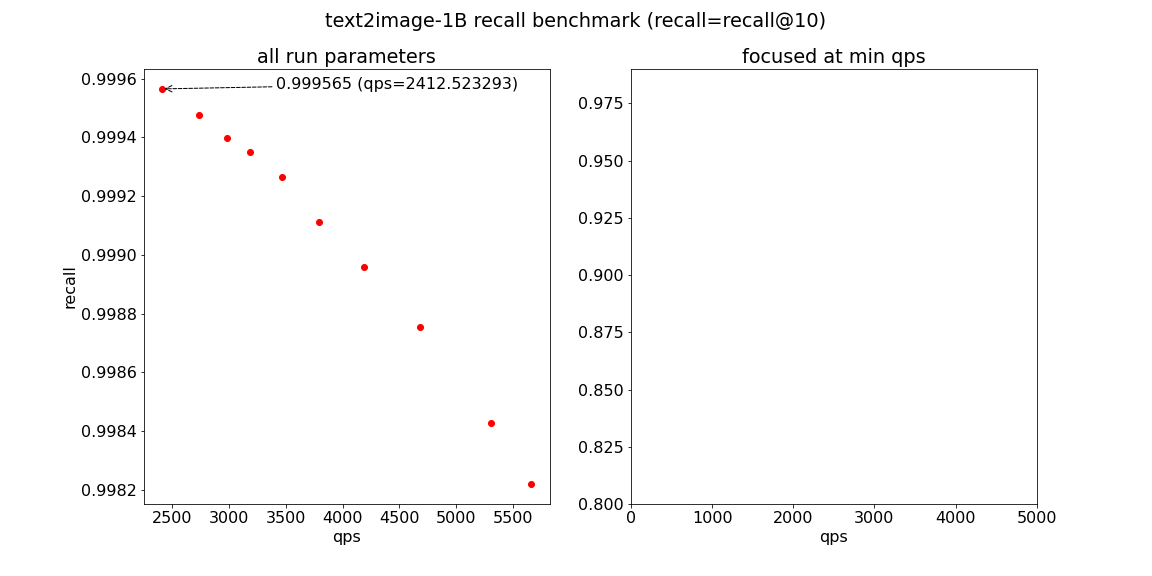 text2image-1B recall benchmark (recall=recall@10)
all run parameters
0.9996
0.9994
0.9992
0.9990
0.9988
0.9986
0.9984
0.9982
recall
0.999565 (qps=2412.523293)
2500 3000 3500 4000 4500 5000 5500
qps
focused at min qps
0.975
0.950
0.925
0.900
0.875
0.850
0.825
0.800
0 1000 2000 3000 4000 5000
qps